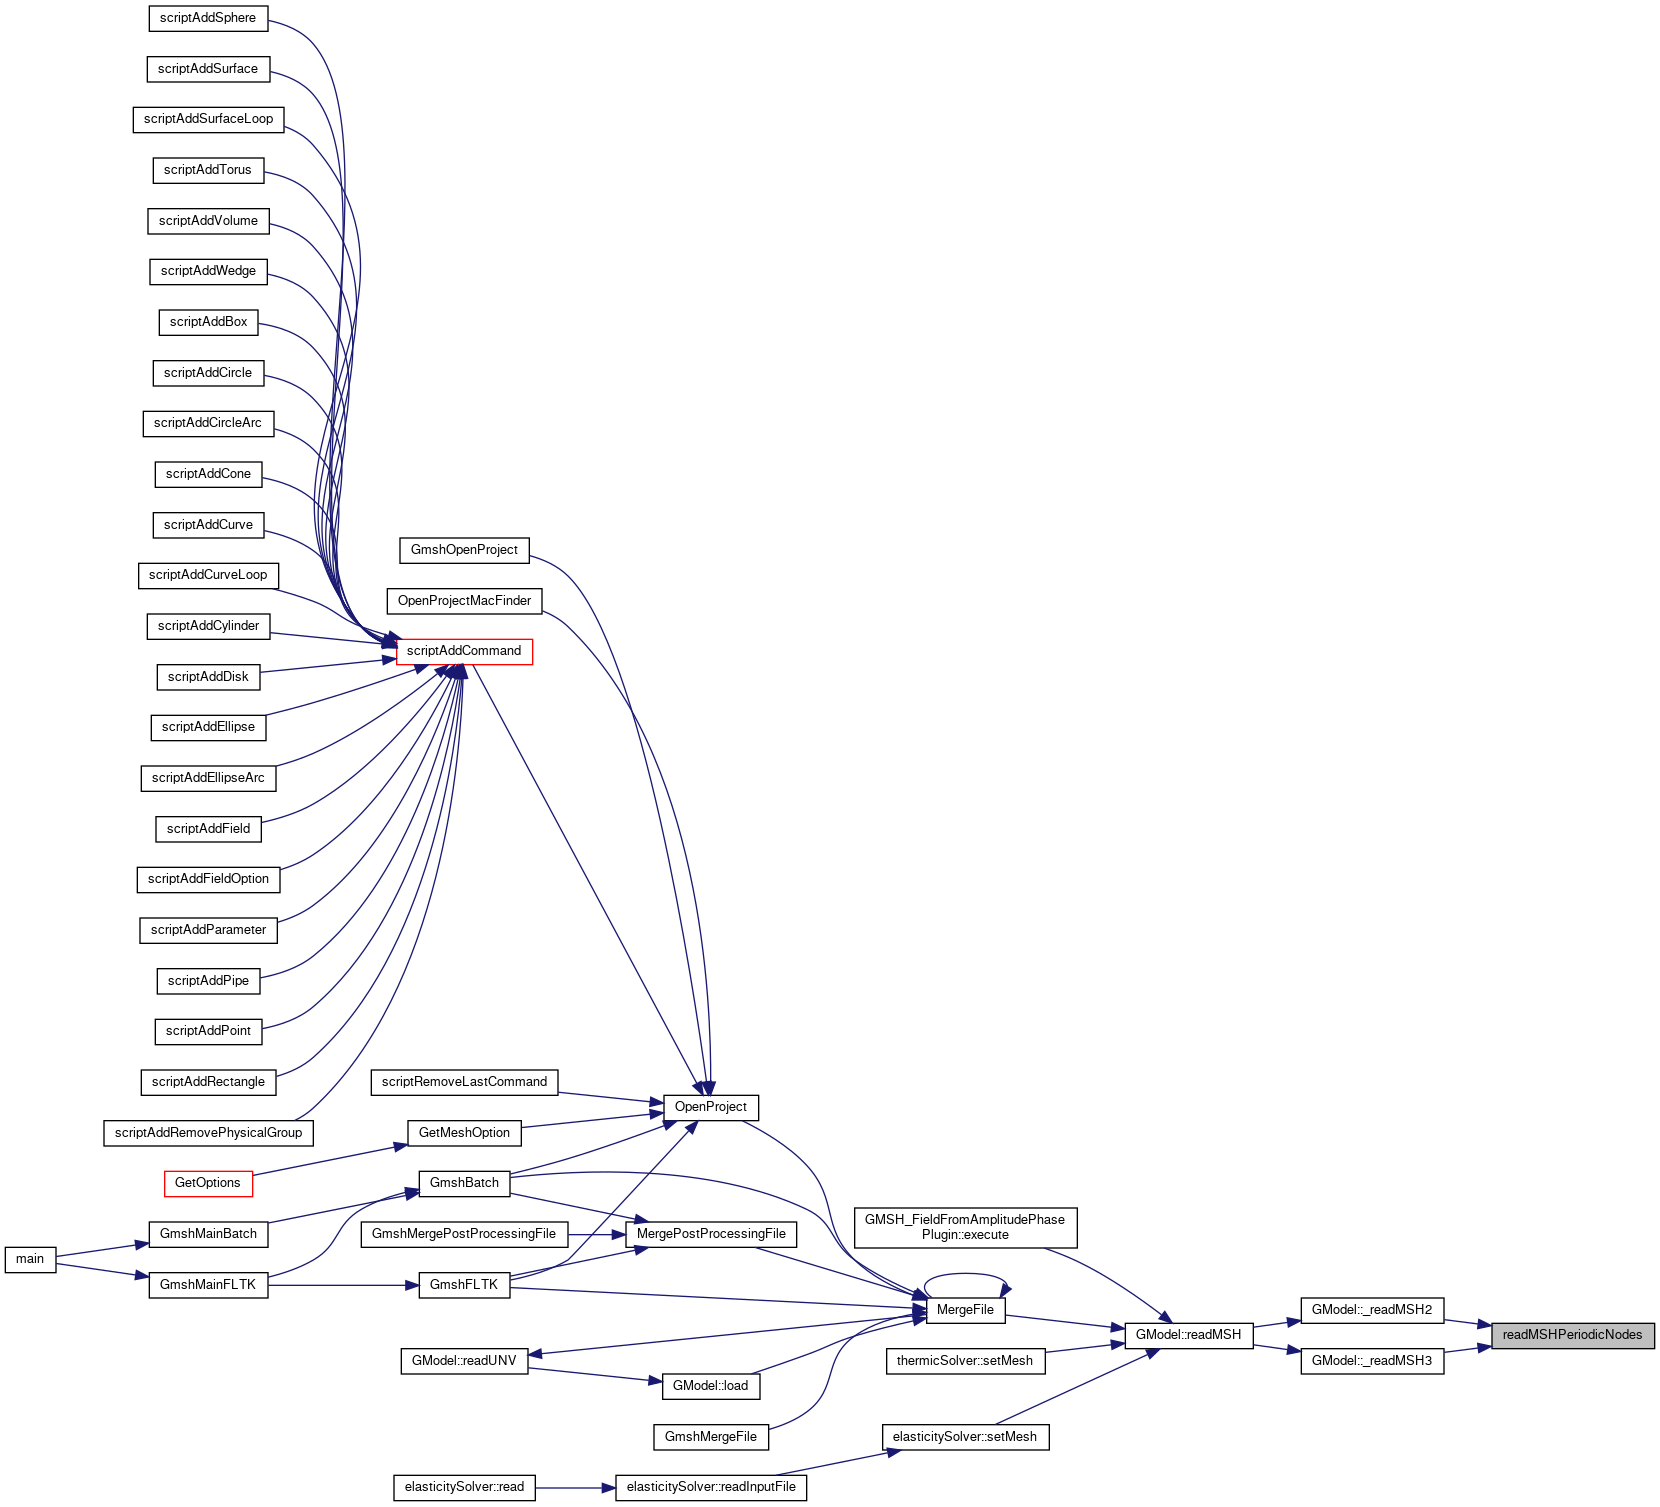 scriptAddSphere
scriptAddSurface
scriptAddSurfaceLoop
scriptAddTorus
scriptAddVolume
scriptAddWedge
scriptAddBox
scriptAddCircle
scriptAddCircleArc
scriptAddCone
scriptAddCurve
scriptAddCurveLoop
scriptAddCylinder
scriptAddDisk
scriptAddEllipse
scriptAddEllipseArc
scriptAddField
scriptAddFieldOption
scriptAddParameter
scriptAddPipe
scriptAddPoint
scriptAddRectangle
scriptAddRemovePhysicalGroup
GmshOpenProject
OpenProjectMacFinder
scriptAddCommand
scriptRemoveLastCommand
OpenProject
GetMeshOption
GetOptions
GmshBatch
GmshMainBatch
GmshMergePostProcessingFile
MergePostProcessingFile
main
GmshMainFLTK
GmshFLTK
GMSH_FieldFromAmplitudePhase
Plugin::execute
MergeFile
GModel::readMSH
GModel::_readMSH2
readMSHPeriodicNodes
GModel::_readMSH3
GModel::readUNV
thermicSolver::setMesh
GModel::load
GmshMergeFile
elasticitySolver::setMesh
elasticitySolver::read
elasticitySolver::readInputFile